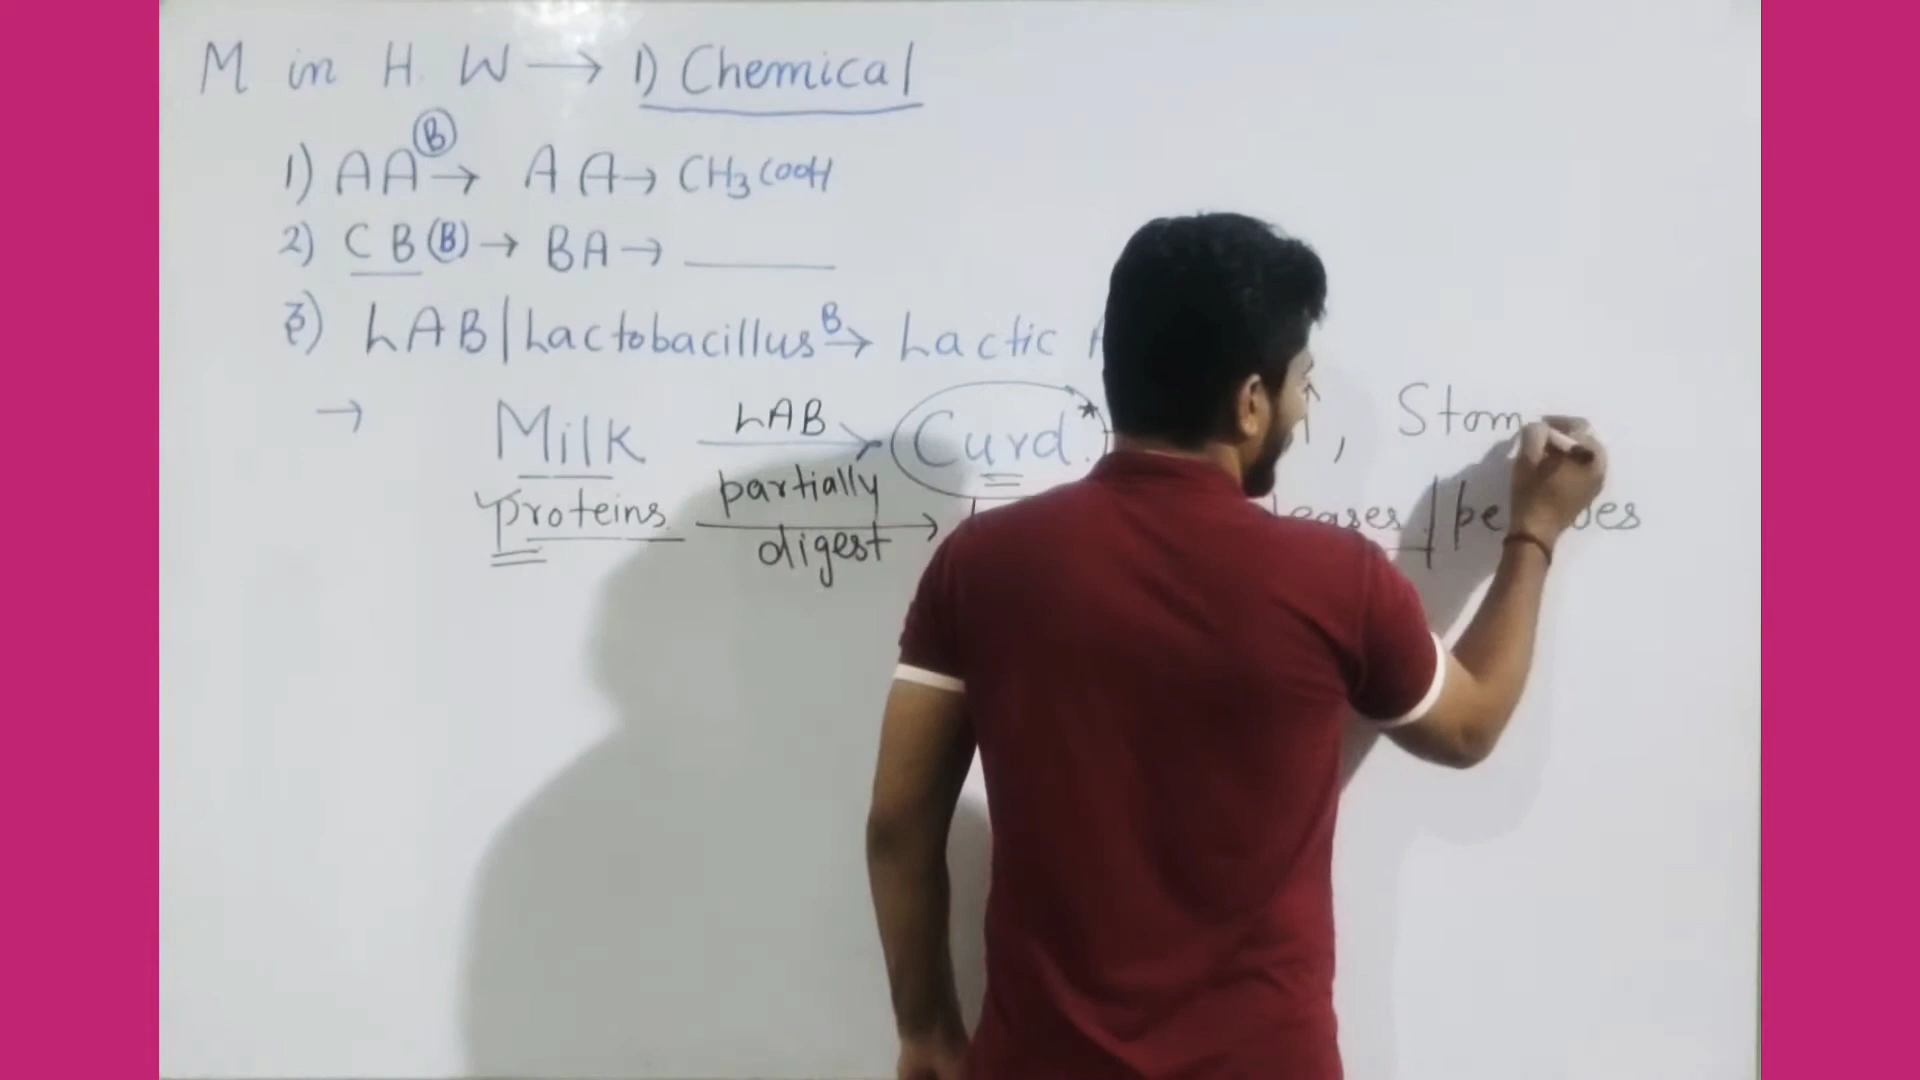 M in H. W → 1) Chemical
1) AA (B) → AA → CH3COOH
2) CB (B) → BA → ______
3) LAB | Lactobacillus B → Lactic
→ Milk LAB → Curd. * , Stom
Proteins partially digest → | pe